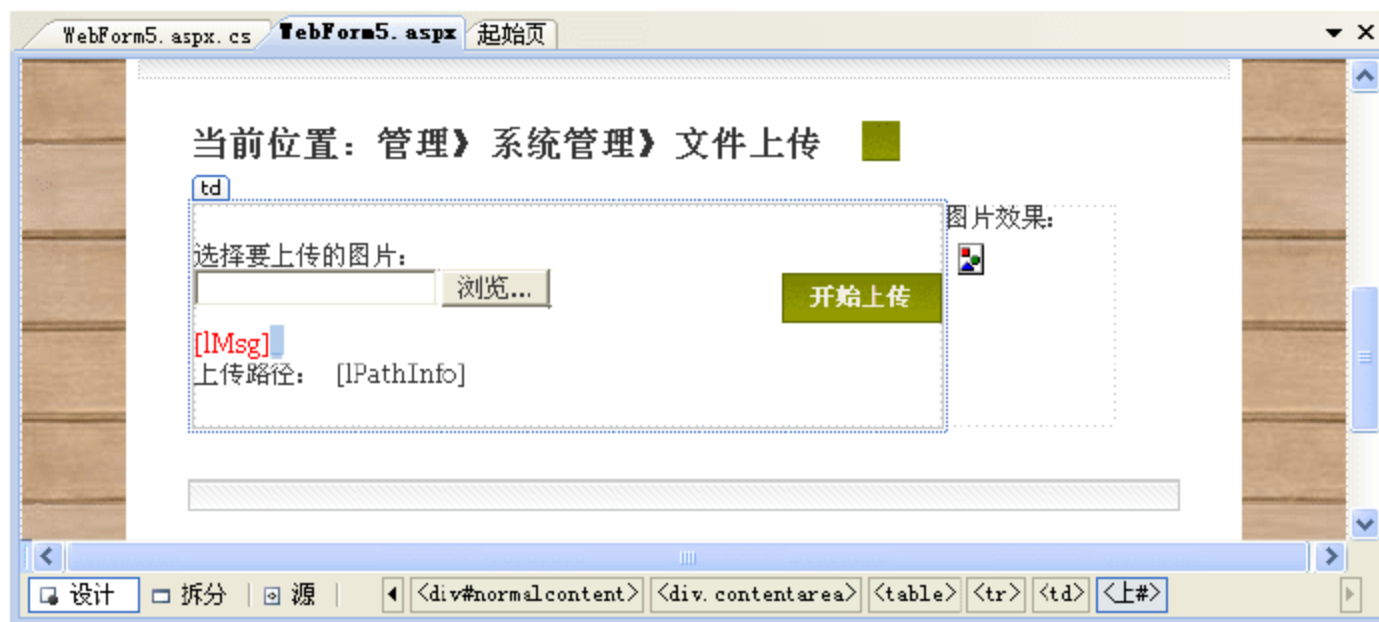 WebForm5.aspx.cs WebForm5.aspx 起始页
当前位置：管理》系统管理》文件上传
td
图片效果：
选择要上传的图片：
浏览... 开始上传
[lMsg]
上传路径： [lPathInfo]
设计 拆分 源 <div#normalcontent> <div.contentarea> <table> <tr> <td> <上#>